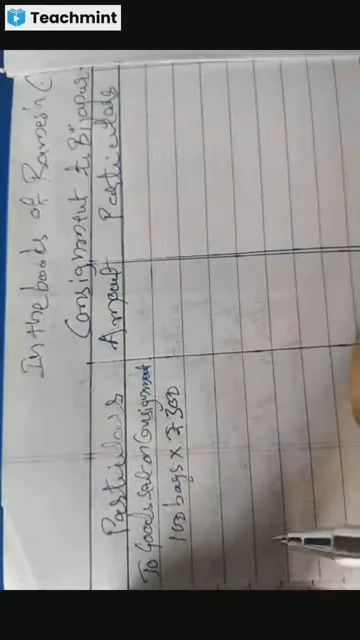 Teachmint
In the books of Ramesh (
Consignment to Bijapur
Particulars Amount Particulars
To Goods sent on Consignment
100 bags x ₹ 300